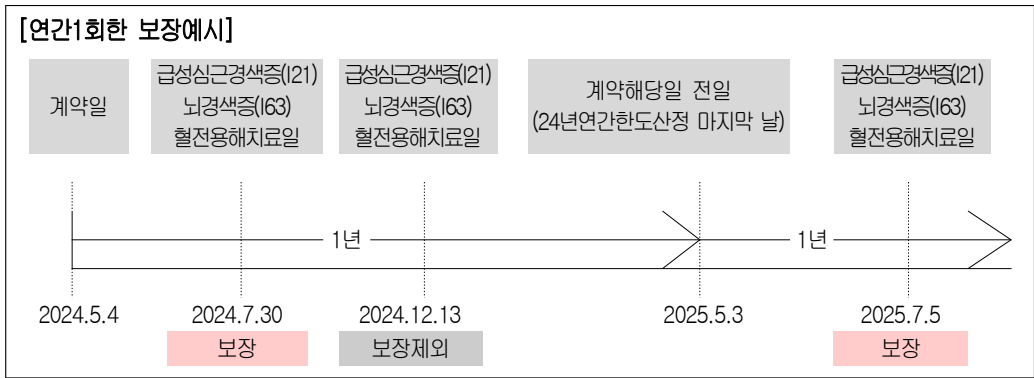 [연간1회한 보장예시]
계약일
급성심근경색증(I21)
뇌경색증(I63)
혈전용해치료일
급성심근경색증(I21)
뇌경색증(I63)
혈전용해치료일
계약해당일 전일
(24년연간한도산정 마지막 날)
급성심근경색증(I21)
뇌경색증(I63)
혈전용해치료일
1년
1년
2024.5.4
2024.7.30
2024.12.13
2025.5.3
2025.7.5
보장
보장제외
보장